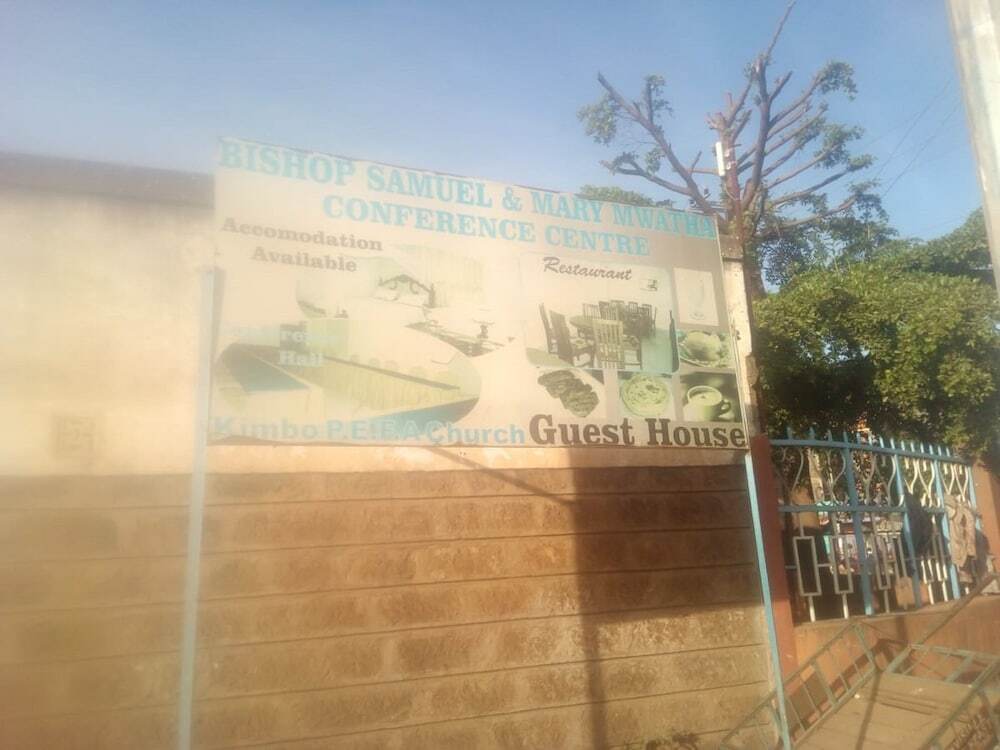 BISHOP SAMUEL & MARY MWATHA
CONFERENCE CENTRE
Accomodation
Available
Restaurant
Hall
Kimbo P.E.F.A Church
Guest House